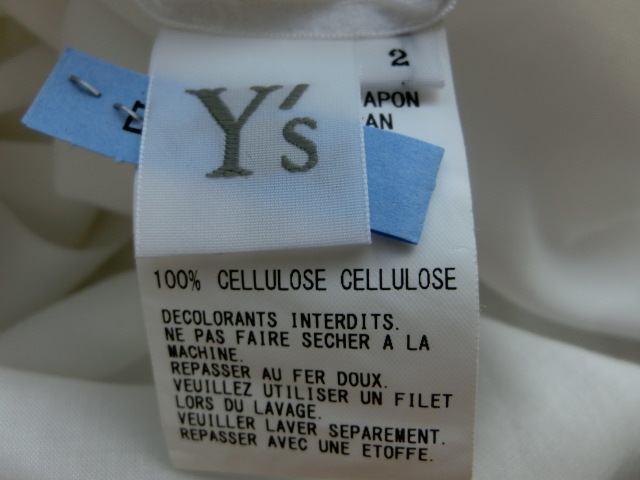 2
Y's
APON
AN
100% CELLULOSE CELLULOSE
DECOLORANTS INTERDITS.
NE PAS FAIRE SECHER A LA
MACHINE.
REPASSER AU FER DOUX.
VEUILLEZ UTILISER UN FILET
LORS DU LAVAGE.
VEUILLER LAVER SEPAREMENT.
REPASSER AVEC UNE ETOFFE.